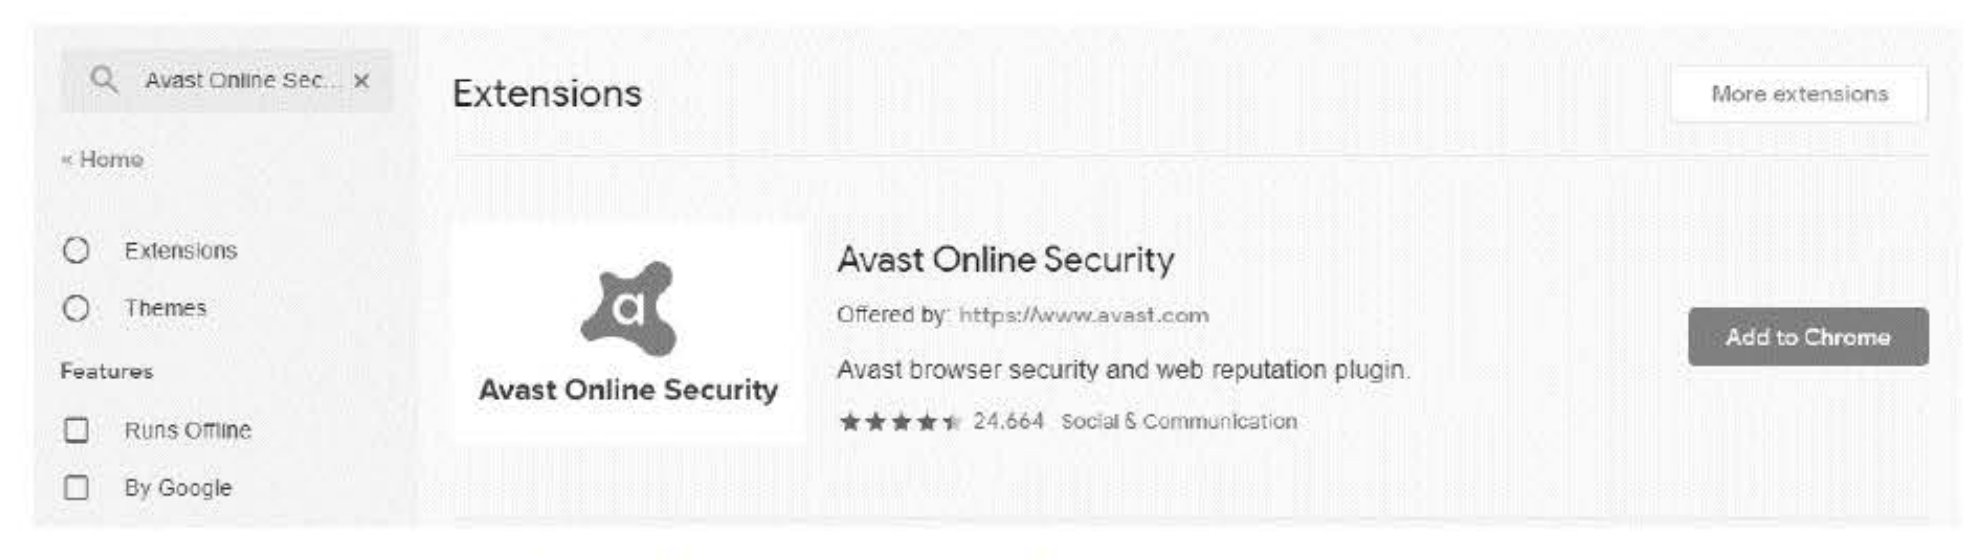 Avast Online Sec... ×
« Home
Extensions
Themes
Features
Runs Offline
By Google
Extensions
More extensions
a
Avast Online Security
Avast Online Security
Offered by: https://www.avast.com
Avast browser security and web reputation plugin.
24.664 Social & Communication
Add to Chrome